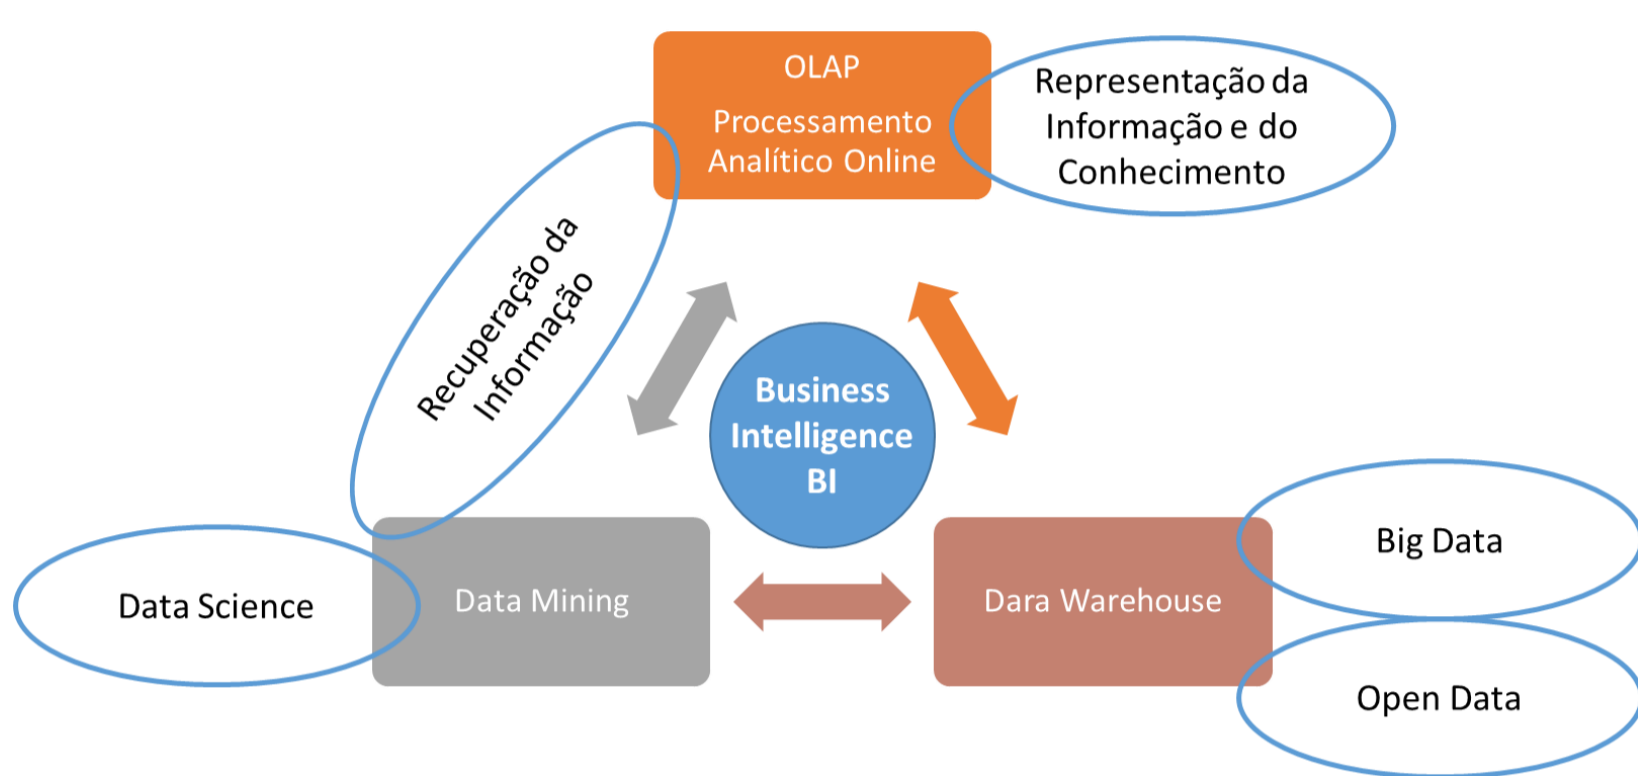 OLAP
Processamento
Analítico Online
Representação da
Informação e do
Conhecimento
Recuperação da
Informação
Business
Intelligence
BI
Data Science
Data Mining
Dara Warehouse
Big Data
Open Data